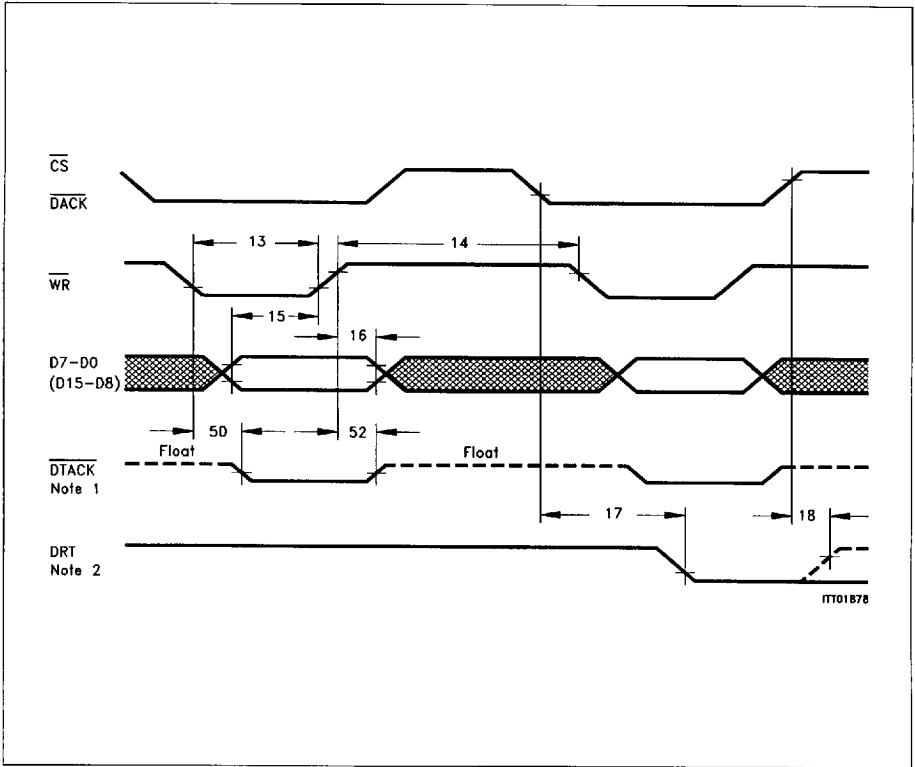 CS
DACK
13
14
WR
15
16
D7-D0
(D15-D8)
50
52
Float
Float
DTACK
Note 1
17
18
DRT
Note 2
ITT01878